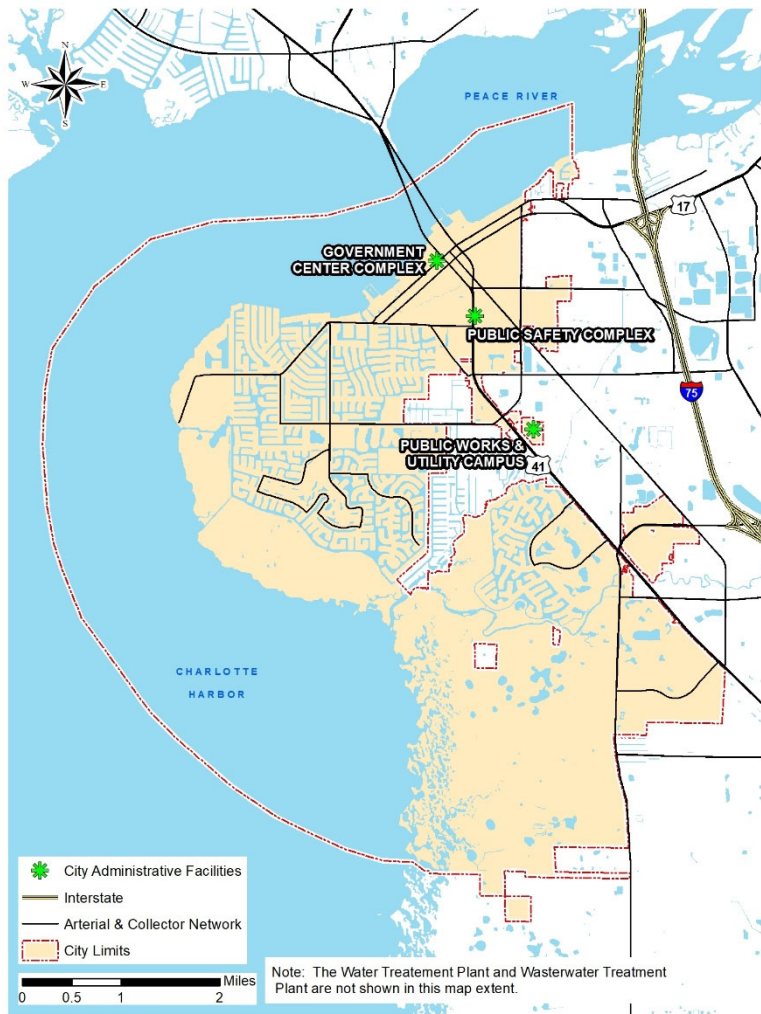 N
W E
S
PEACE RIVER
17
GOVERNMENT
CENTER COMPLEX
PUBLIC SAFETY COMPLEX
75
PUBLIC WORKS &
UTILITY CAMPUS
41
CHARLOTTE
HARBOR
City Administrative Facilities
Interstate
Arterial & Collector Network
City Limits
Miles
0 0.5 1 2
Note: The Water Treatement Plant and Wasterwater Treatment
Plant are not shown in this map extent.